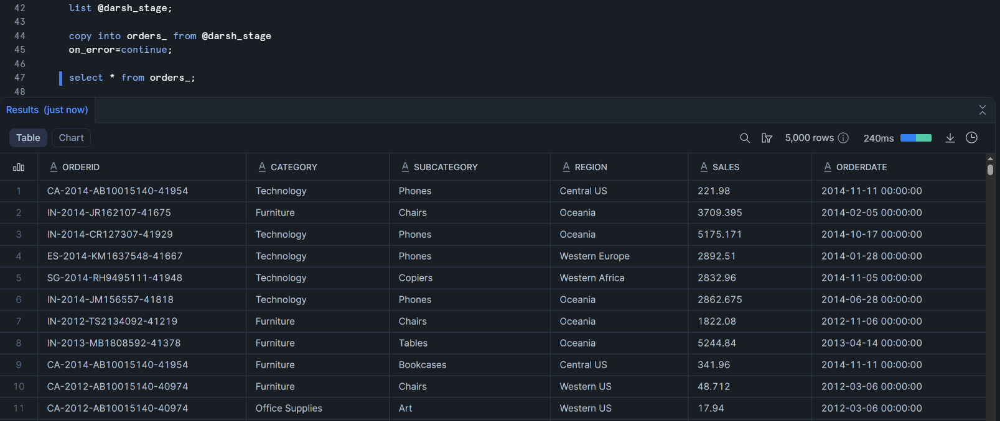 42 list @darsh_stage;
43
44 copy into orders_ from @darsh_stage
45 on_error=continue;
46
47 select * from orders_;
48
Results (just now)
Table Chart 5,000 rows 240ms
A ORDERID A CATEGORY A SUBCATEGORY A REGION A SALES A ORDERDATE
1 CA-2014-AB10015140-41954 Technology Phones Central US 221.98 2014-11-11 00:00:00
2 IN-2014-JR162107-41675 Furniture Chairs Oceania 3709.395 2014-02-05 00:00:00
3 IN-2014-CR127307-41929 Technology Phones Oceania 5175.171 2014-10-17 00:00:00
4 ES-2014-KM1637548-41667 Technology Phones Western Europe 2892.51 2014-01-28 00:00:00
5 SG-2014-RH9495111-41948 Technology Copiers Western Africa 2832.96 2014-11-05 00:00:00
6 IN-2014-JM156557-41818 Technology Phones Oceania 2862.675 2014-06-28 00:00:00
7 IN-2012-TS2134092-41219 Furniture Chairs Oceania 1822.08 2012-11-06 00:00:00
8 IN-2013-MB1808592-41378 Furniture Tables Oceania 5244.84 2013-04-14 00:00:00
9 CA-2014-AB10015140-41954 Furniture Bookcases Central US 341.96 2014-11-11 00:00:00
10 CA-2012-AB10015140-40974 Furniture Chairs Western US 48.712 2012-03-06 00:00:00
11 CA-2012-AB10015140-40974 Office Supplies Art Western US 17.94 2012-03-06 00:00:00